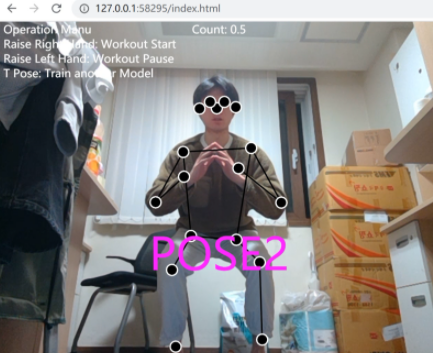 127.0.0.1:58295/index.html
Operation Menu
Count: 0.5
Raise Right Hand: Workout Start
Raise Left Hand: Workout Pause
T Pose: Train another Model
POSE2